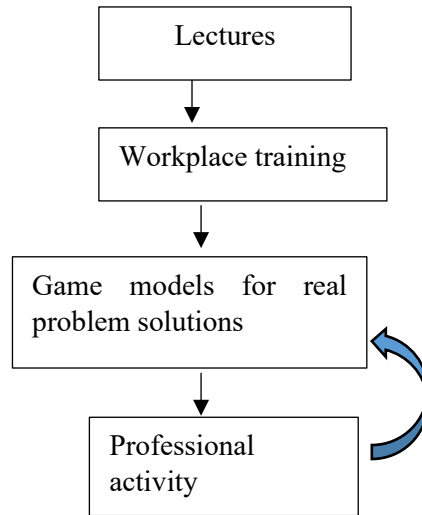 Lectures
Workplace training
Game models for real
problem solutions
Professional
activity